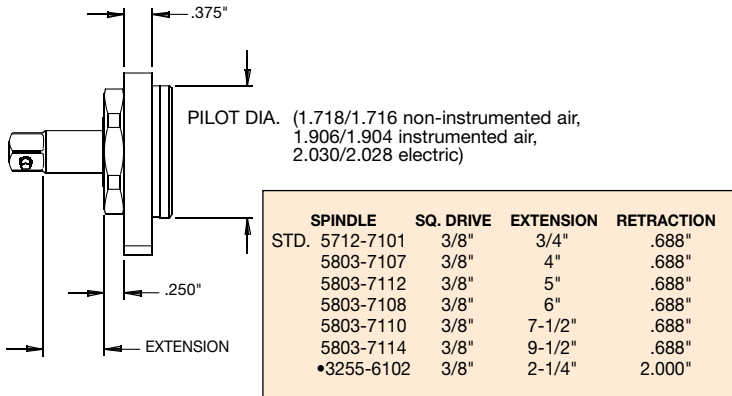 .375"
PILOT DIA. (1.718/1.716 non-instrumented air,
1.906/1.904 instrumented air,
2.030/2.028 electric)
SPINDLE SQ. DRIVE EXTENSION RETRACTION
STD. 5712-7101 3/8" 3/4" .688"
5803-7107 3/8" 4" .688"
5803-7112 3/8" 5" .688"
5803-7108 3/8" 6" .688"
5803-7110 3/8" 7-1/2" .688"
5803-7114 3/8" 9-1/2" .688"
•3255-6102 3/8" 2-1/4" 2.000"
.250"
EXTENSION